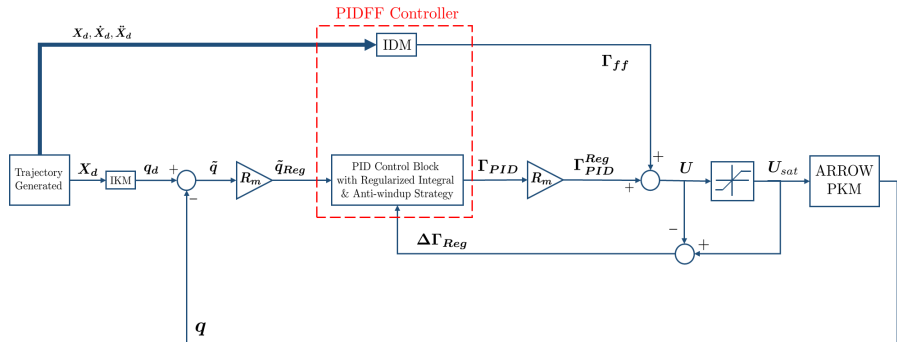 PIDFF Controller
X_d, Ẋ_d, Ẍ_d
IDM
Γ_ff
Trajectory
Generated
X_d
IKM
q_d
+
−
q̃
R_m
q̃_Reg
PID Control Block
with Regularized Integral
& Anti-windup Strategy
Γ_PID
R_m
Γ_PID^Reg
+
+
U
U_sat
ARROW
PKM
−
+
ΔΓ_Reg
q